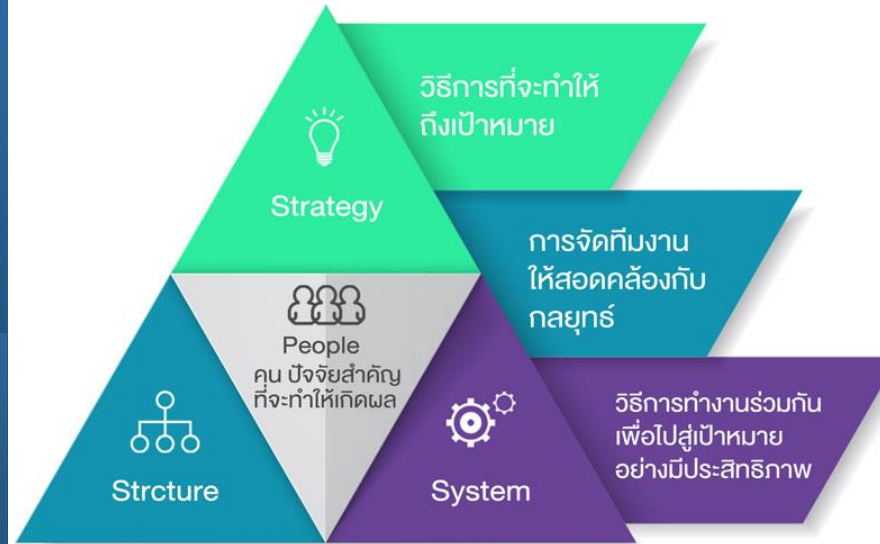 Strategy
วิธีการที่จะทำให้
ถึงเป้าหมาย
การจัดทีมงาน
ให้สอดคล้องกับ
กลยุทธ์
People
คน ปัจจัยสำคัญ
ที่จะทำให้เกิดผล
Strcture
System
วิธีการทำงานร่วมกัน
เพื่อไปสู่เป้าหมาย
อย่างมีประสิทธิภาพ